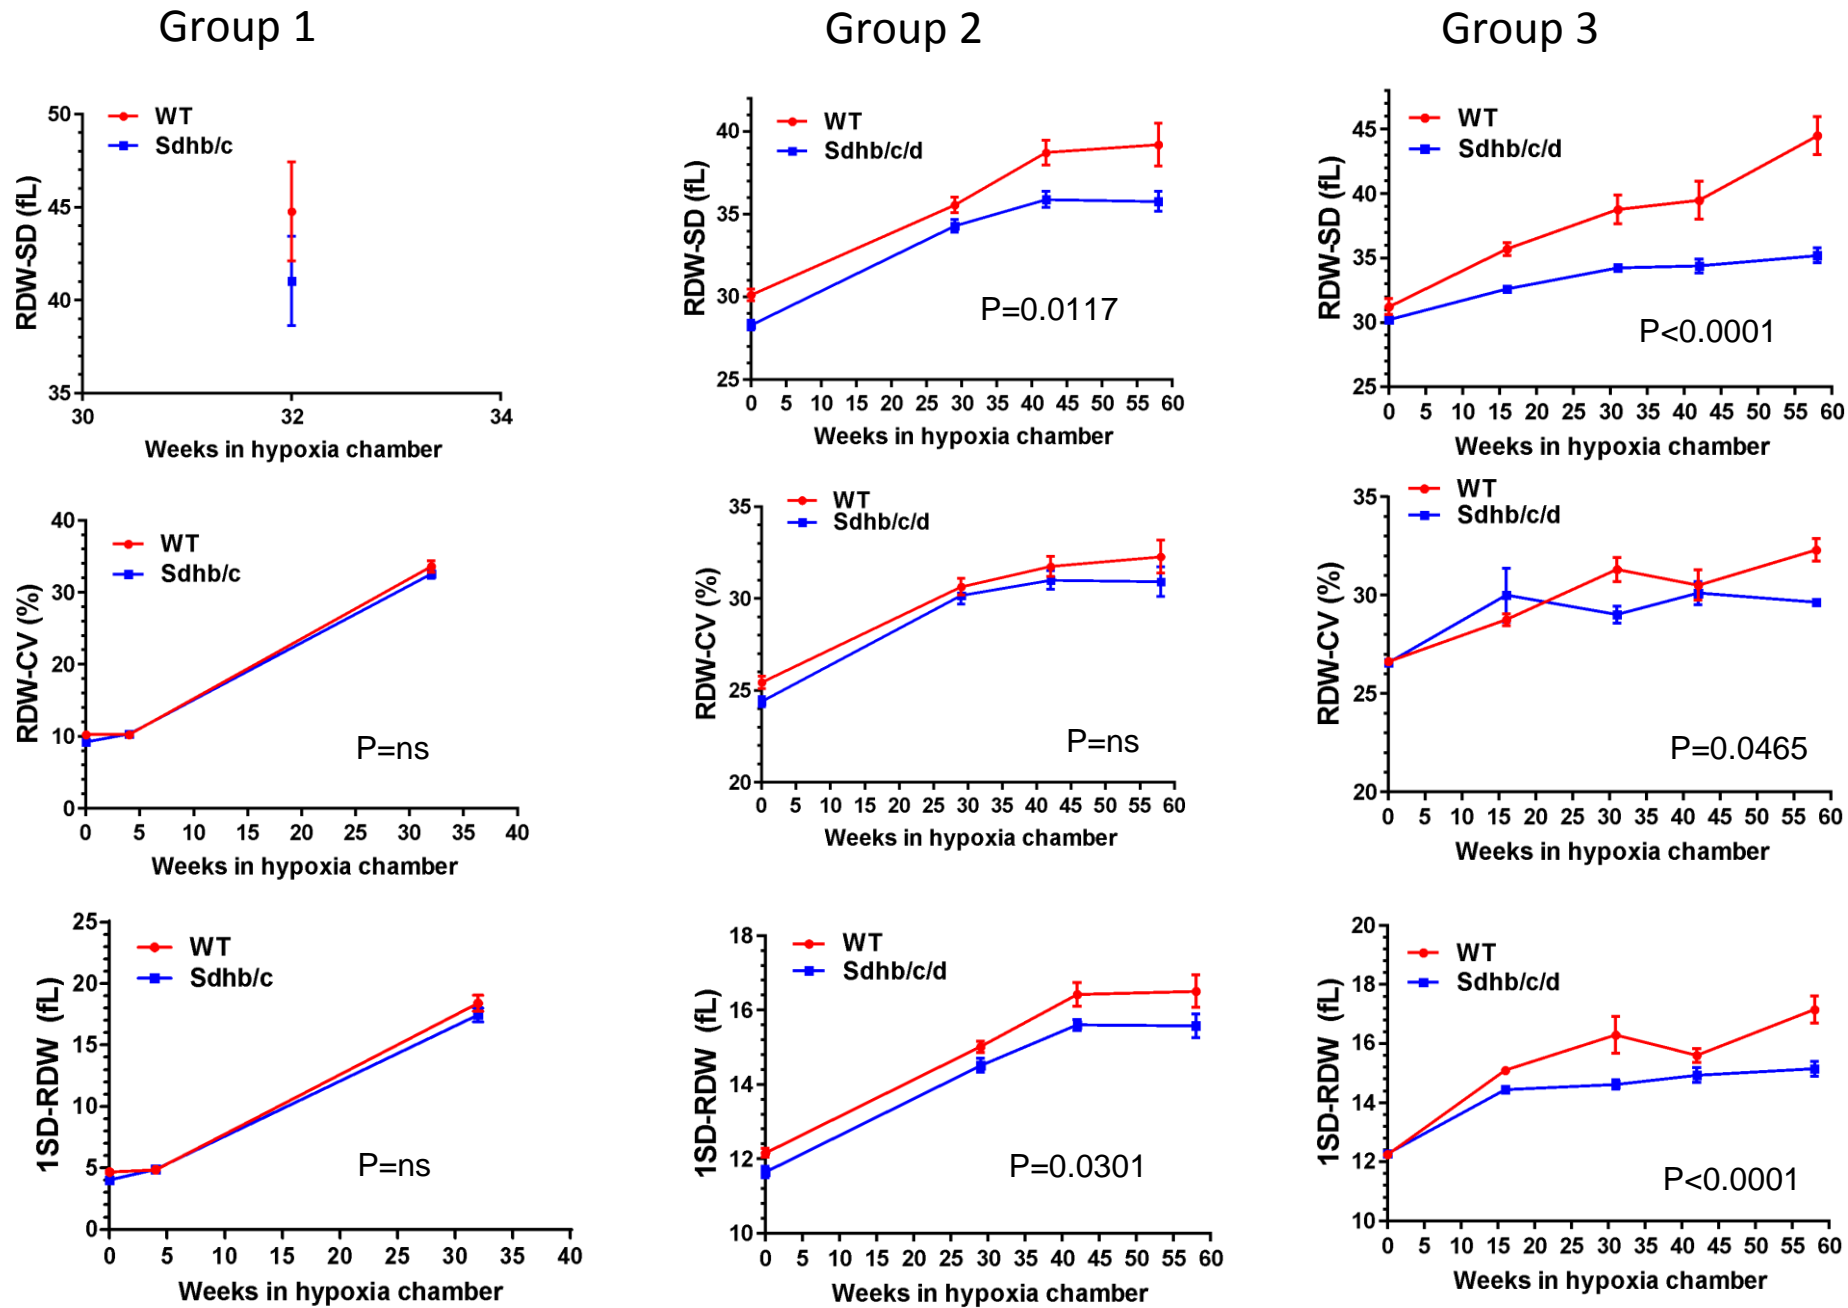 Group 1
Group 2
Group 3
RDW-SD (fL)
50
45
40
35
WT
Sdhb/c
30
32
34
Weeks in hypoxia chamber
RDW-SD (fL)
40
35
30
25
WT
Sdhb/c/d
P=0.0117
0 5 10 15 20 25 30 35 40 45 50 55 60
Weeks in hypoxia chamber
RDW-SD (fL)
45
40
35
30
25
WT
Sdhb/c/d
P<0.0001
0 5 10 15 20 25 30 35 40 45 50 55 60
Weeks in hypoxia chamber
RDW-CV (%)
40
30
20
10
0
WT
Sdhb/c
P=ns
0 5 10 15 20 25 30 35 40
Weeks in hypoxia chamber
RDW-CV (%)
35
30
25
20
WT
Sdhb/c/d
P=ns
0 5 10 15 20 25 30 35 40 45 50 55 60
Weeks in hypoxia chamber
RDW-CV (%)
35
30
25
20
WT
Sdhb/c/d
P=0.0465
0 5 10 15 20 25 30 35 40 45 50 55 60
Weeks in hypoxia chamber
1SD-RDW (fL)
25
20
15
10
5
0
WT
Sdhb/c
P=ns
0 5 10 15 20 25 30 35 40
Weeks in hypoxia chamber
1SD-RDW (fL)
18
16
14
12
10
WT
Sdhb/c/d
P=0.0301
0 5 10 15 20 25 30 35 40 45 50 55 60
Weeks in hypoxia chamber
1SD-RDW (fL)
20
18
16
14
12
10
WT
Sdhb/c/d
P<0.0001
0 5 10 15 20 25 30 35 40 45 50 55 60
Weeks in hypoxia chamber